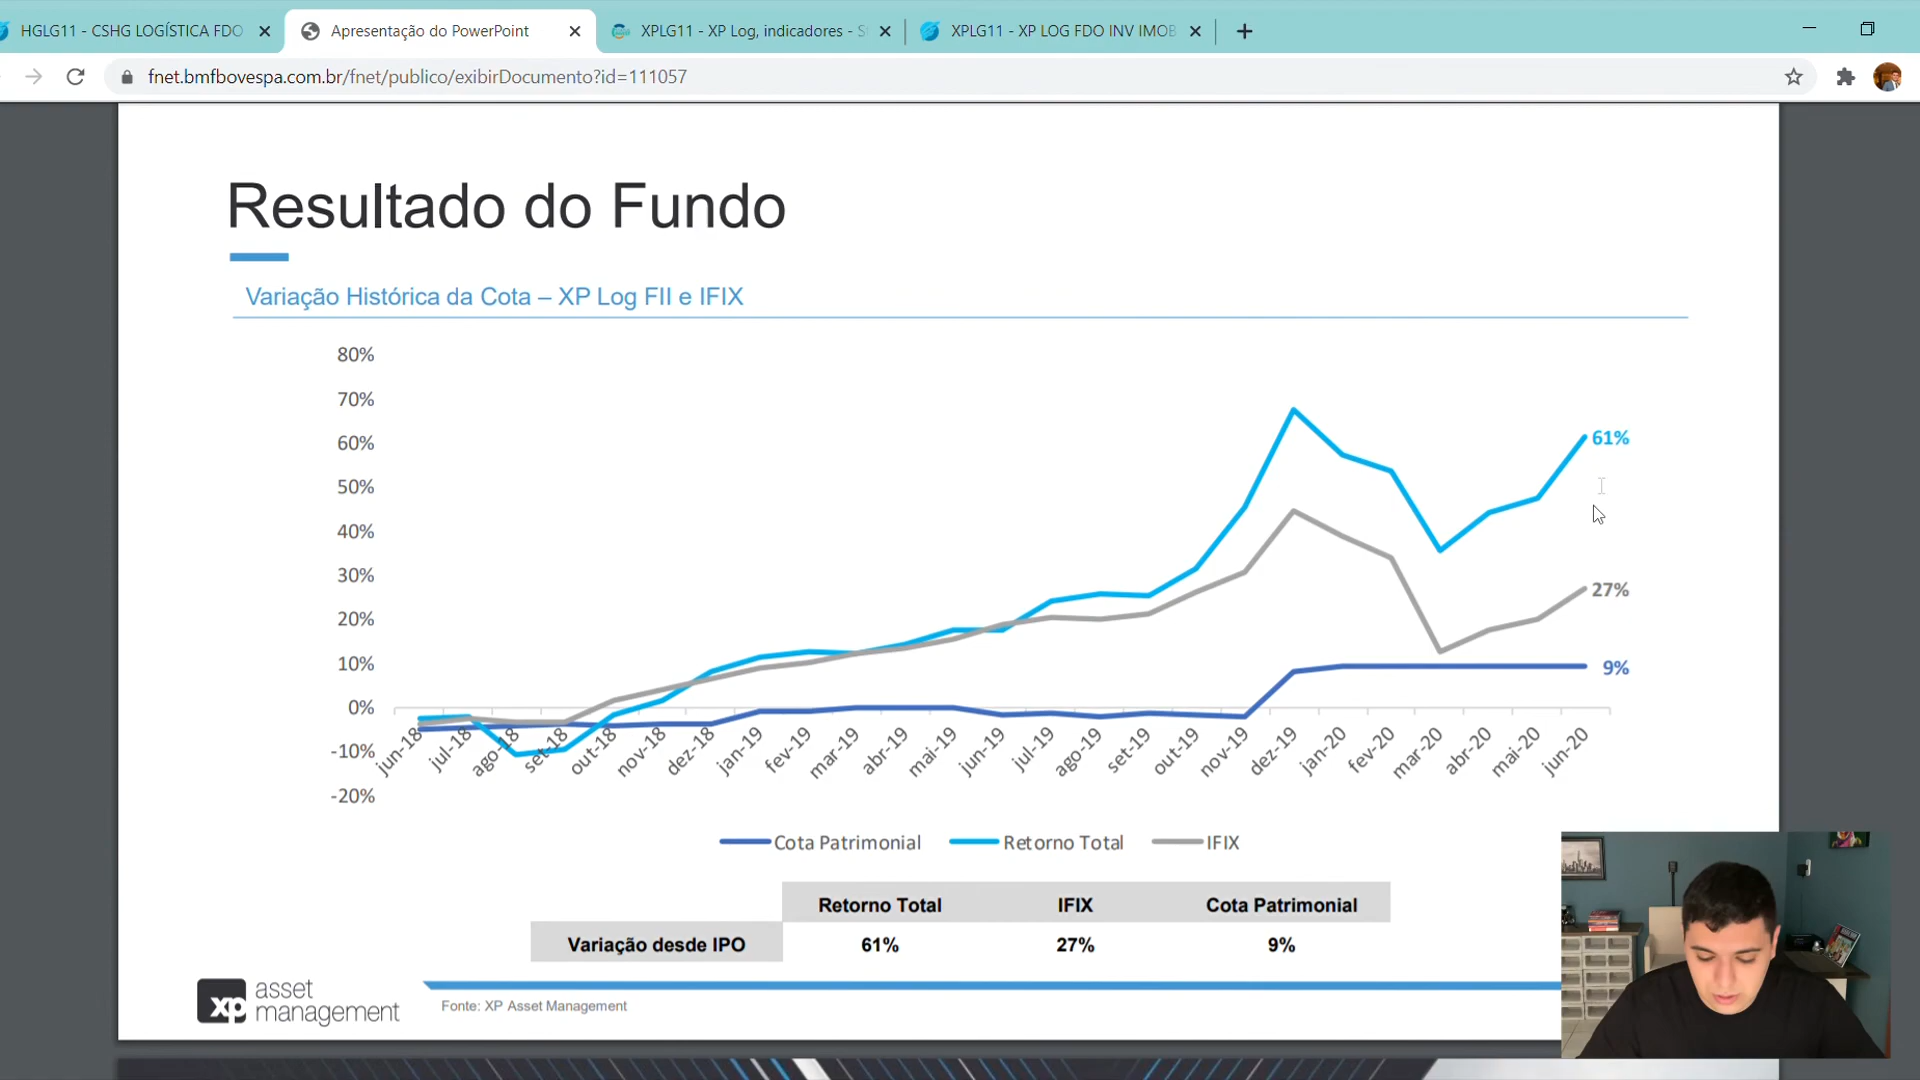 HGLG11 - CSHG LOGÍSTICA FDO
Apresentação do PowerPoint
XPLG11 - XP Log, indicadores - S
XPLG11 - XP LOG FDO INV IMOB
fnet.bmfbovespa.com.br/fnet/publico/exibirDocumento?id=111057
Resultado do Fundo
Variação Histórica da Cota – XP Log FII e IFIX
80%
70%
60%
50%
40%
30%
20%
10%
0%
-10%
-20%
61%
27%
9%
jun-18
jul-18
ago-18
set-18
out-18
nov-18
dez-18
jan-19
fev-19
mar-19
abr-19
mai-19
jun-19
jul-19
ago-19
set-19
out-19
nov-19
dez-19
jan-20
fev-20
mar-20
abr-20
mai-20
jun-20
Cota Patrimonial Retorno Total IFIX
Retorno Total IFIX Cota Patrimonial
Variação desde IPO 61% 27% 9%
xp asset management
Fonte: XP Asset Management